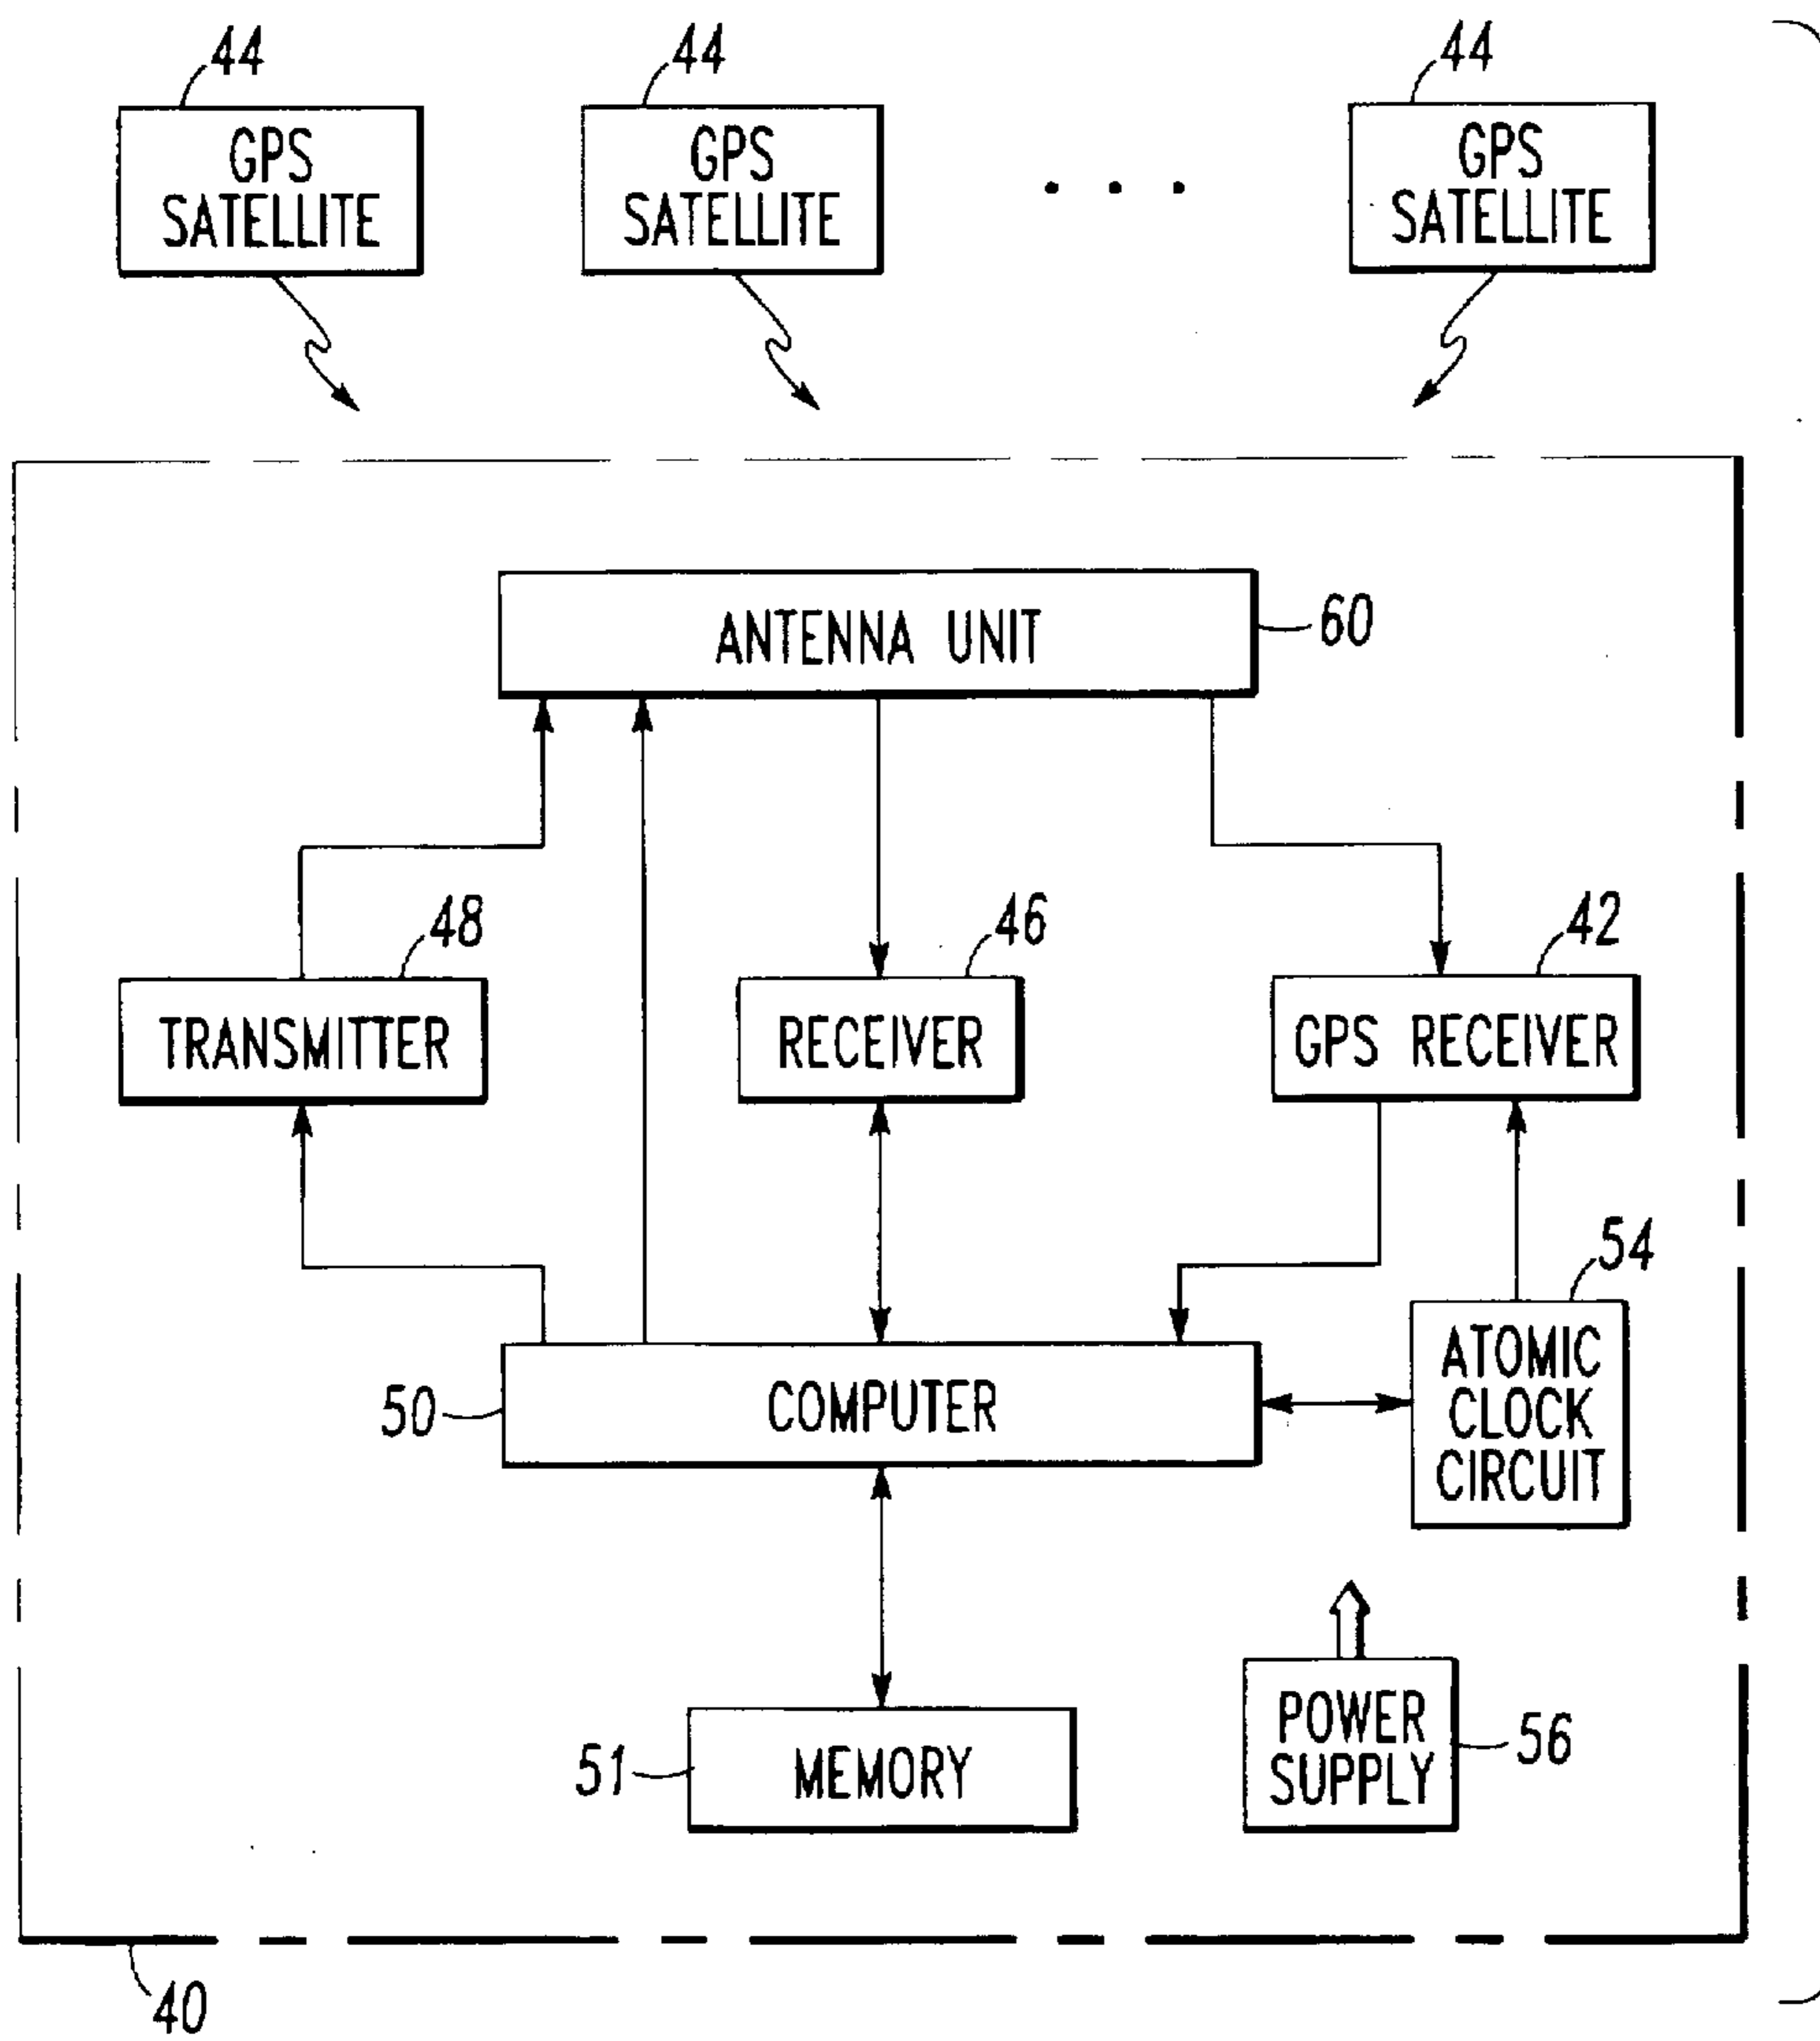 44
44
44
GPS
SATELLITE
GPS
SATELLITE
. . .
GPS
SATELLITE
ANTENNA UNIT
60
48
46
42
TRANSMITTER
RECEIVER
GPS RECEIVER
54
50
COMPUTER
ATOMIC
CLOCK
CIRCUIT
51
MEMORY
POWER
SUPPLY
56
40